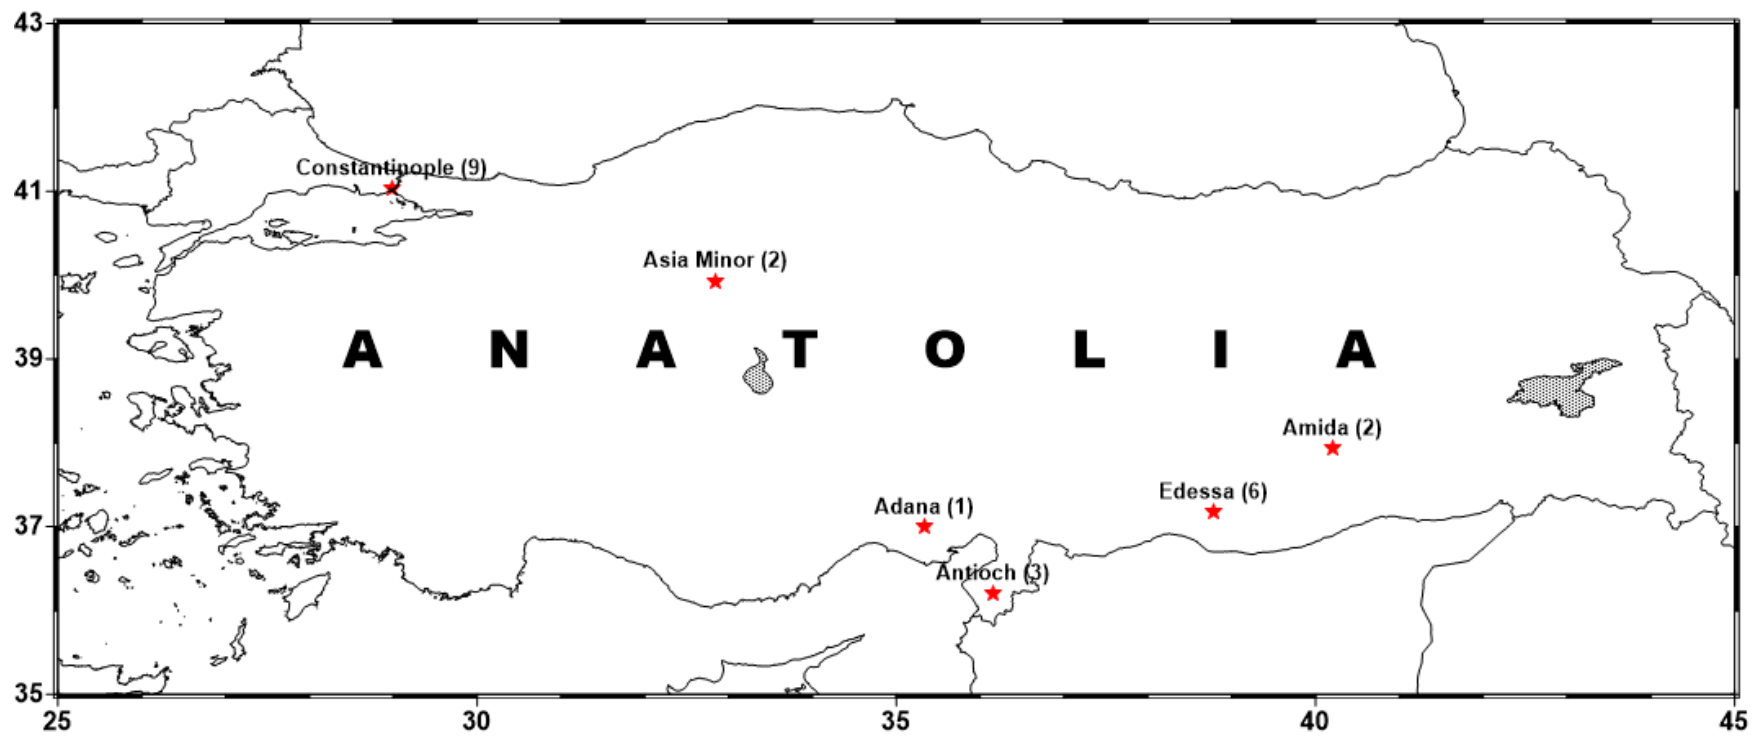 43
Constantinople (9)
41
Asia Minor (2)
A N A T O L I A
39
Amida (2)
Edessa (6)
Adana (1)
37
Antioch (3)
35
25 30 35 40 45